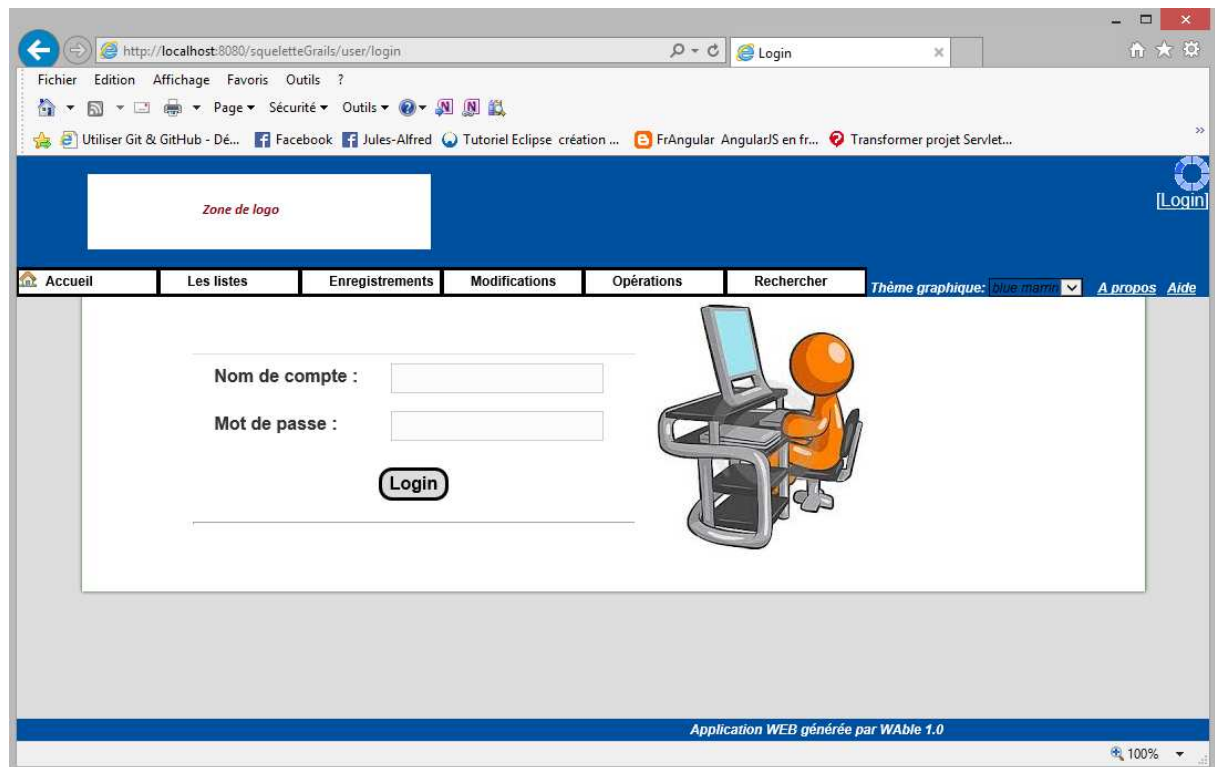 http://localhost:8080/squeletteGrails/user/login
Login
Fichier Edition Affichage Favoris Outils ?
Page Sécurité Outils
Utiliser Git & GitHub - Dé... Facebook Jules-Alfred Tutoriel Eclipse création ... FrAngular AngularJS en fr... Transformer projet Servlet...
Zone de logo
[Login]
Accueil Les listes Enregistrements Modifications Opérations Rechercher Thème graphique: blue marrin A propos Aide
Nom de compte :
Mot de passe :
Login
Application WEB générée par WAble 1.0
100%